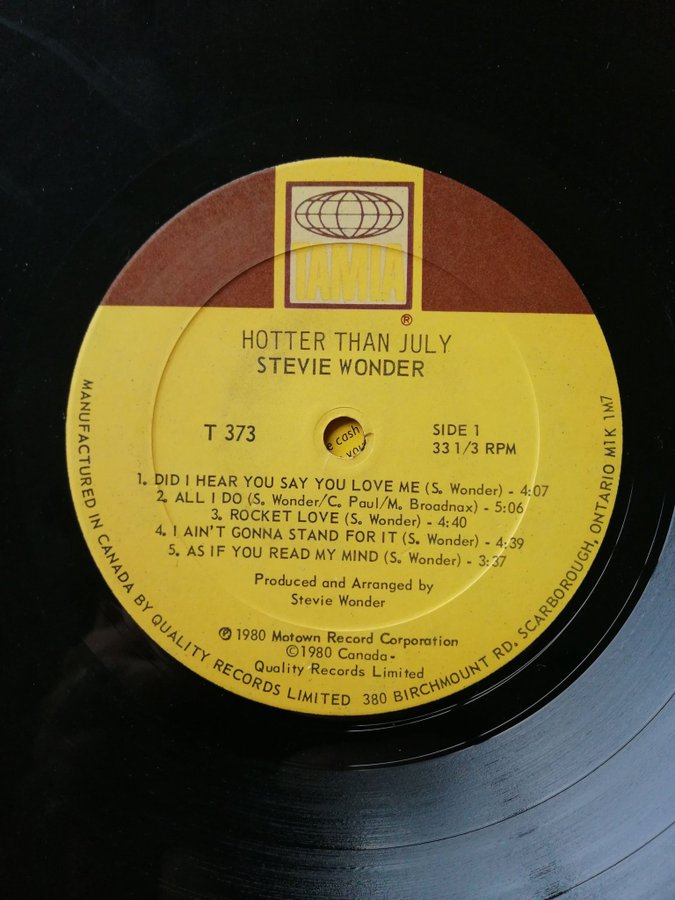 TAMLA
®
HOTTER THAN JULY
STEVIE WONDER
T 373
SIDE 1
33 1/3 RPM
e cash
your
1. DID I HEAR YOU SAY YOU LOVE ME (S. Wonder) - 4:07
2. ALL I DO (S. Wonder/C. Paul/M. Broadnax) - 5:06
3. ROCKET LOVE (S. Wonder) - 4:40
4. I AIN'T GONNA STAND FOR IT (S. Wonder) - 4:39
5. AS IF YOU READ MY MIND (S. Wonder) - 3:37
Produced and Arranged by
Stevie Wonder
℗ 1980 Motown Record Corporation
©1980 Canada-
Quality Records Limited
MANUFACTURED IN CANADA BY QUALITY RECORDS LIMITED 380 BIRCHMOUNT RD. SCARBOROUGH, ONTARIO M1K 1M7